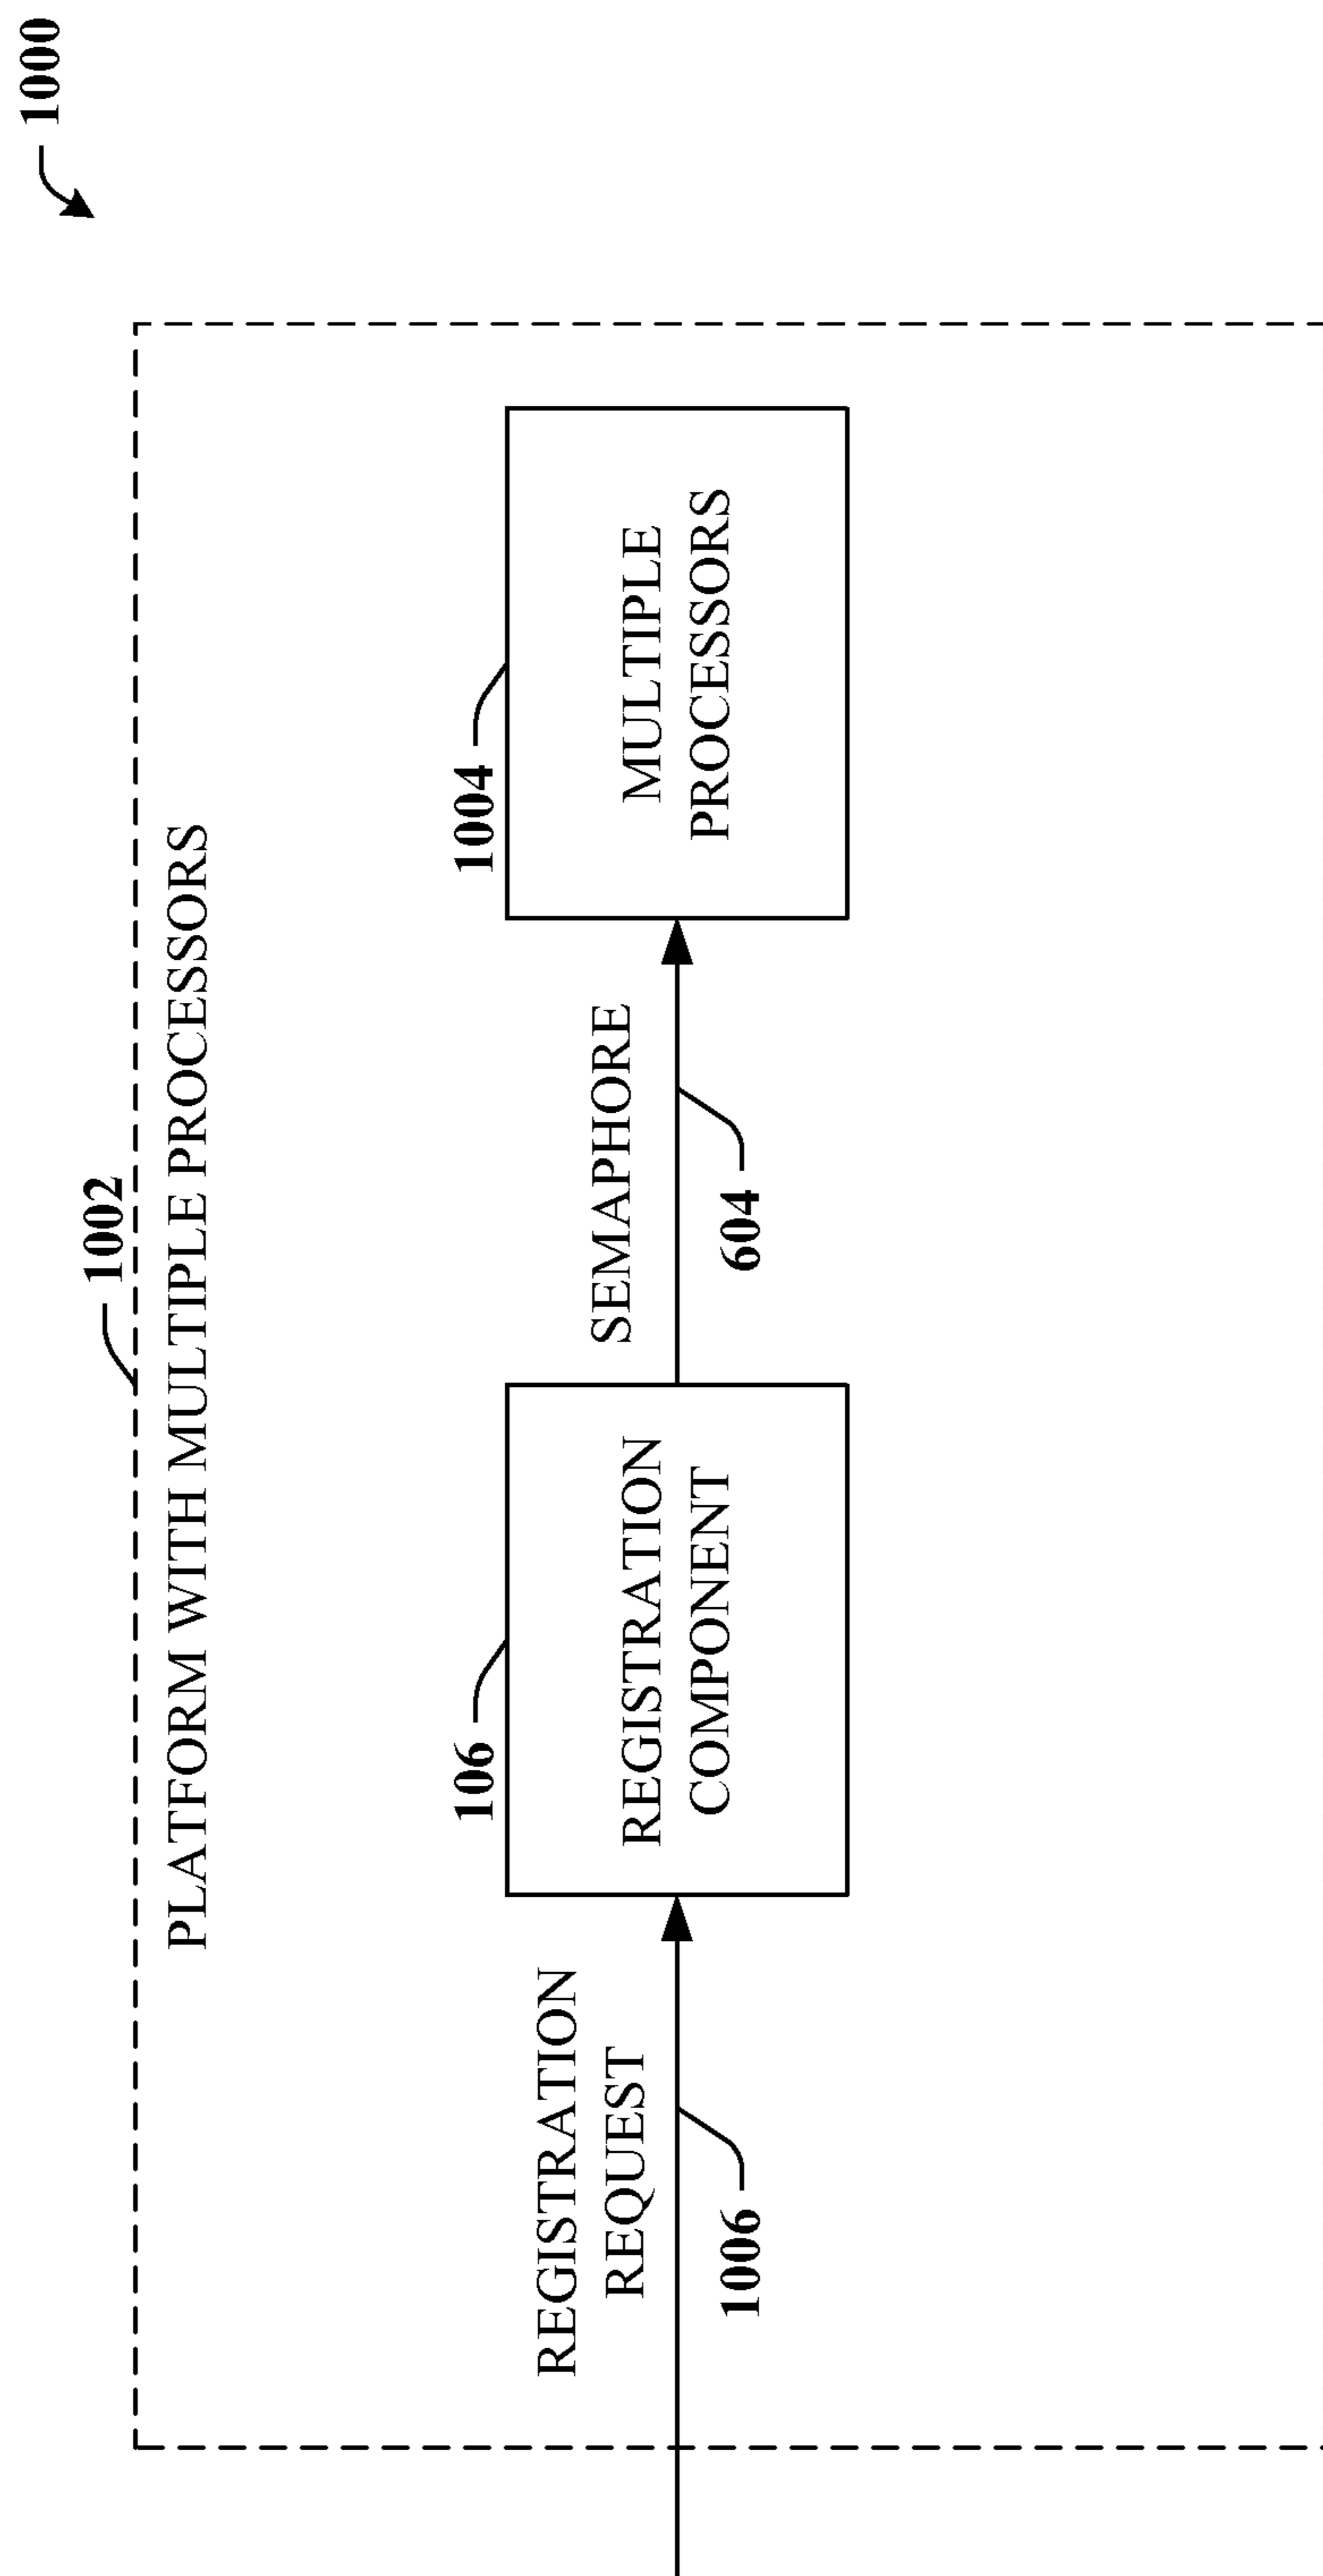 1000
1002
PLATFORM WITH MULTIPLE PROCESSORS
REGISTRATION
REQUEST
1006
106
REGISTRATION
COMPONENT
SEMAPHORE
604
1004
MULTIPLE
PROCESSORS